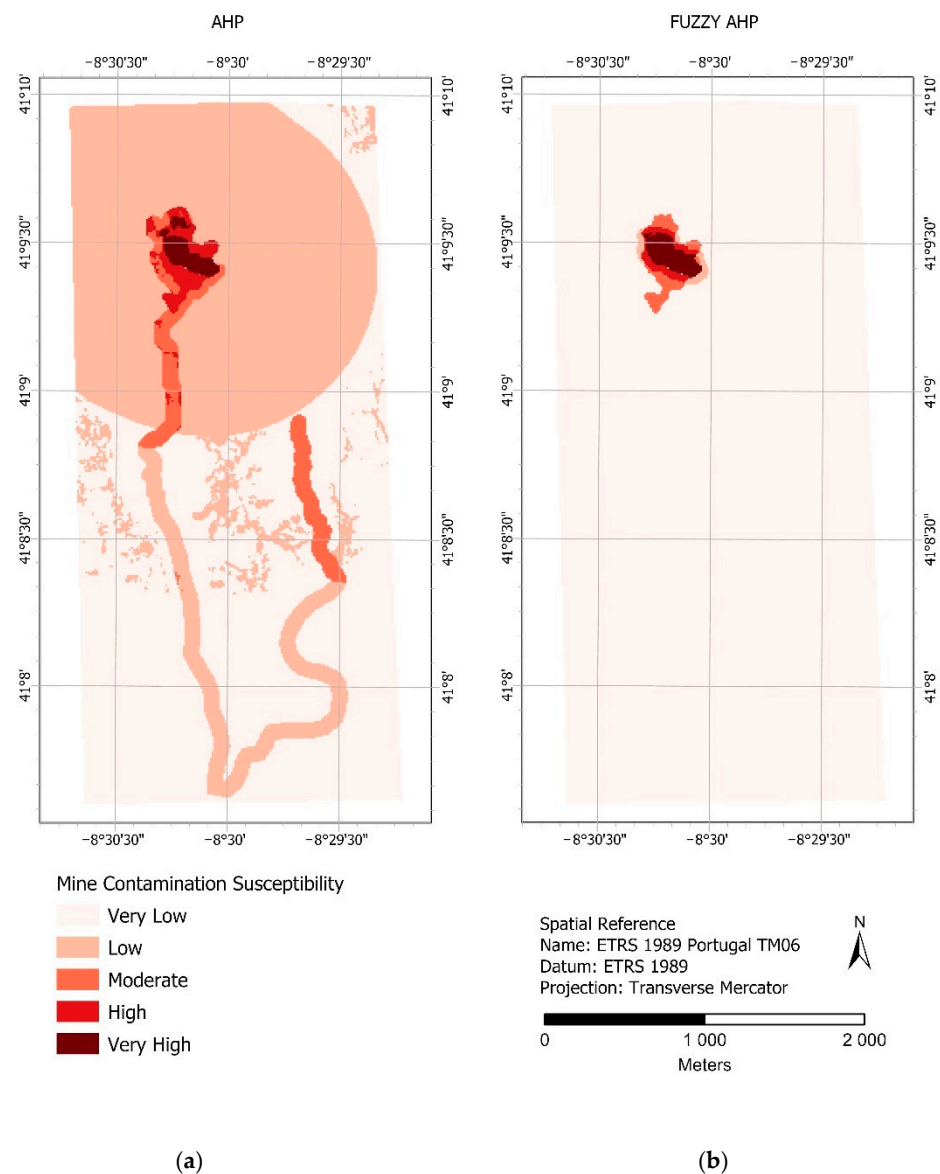 AHP
FUZZY AHP
−8°30'30"
−8°30"
−8°29'30"
−8°30'30"
−8°30"
−8°29'30"
41°10'
41°10'
41°10'
41°10'
41°9'30"
41°9'30"
41°9'30"
41°9'30"
41°9'
41°9'
41°9'
41°9'
41°8'30"
41°8'30"
41°8'30"
41°8'30"
41°8'
41°8'
41°8'
41°8'
−8°30'30"
−8°30"
−8°29'30"
−8°30'30"
−8°30"
−8°29'30"
Mine Contamination Susceptibility
Very Low
Low
Moderate
High
Very High
Spatial Reference
Name: ETRS 1989 Portugal TM06
Datum: ETRS 1989
Projection: Transverse Mercator
N
0 1 000 2 000
Meters
(a) (b)